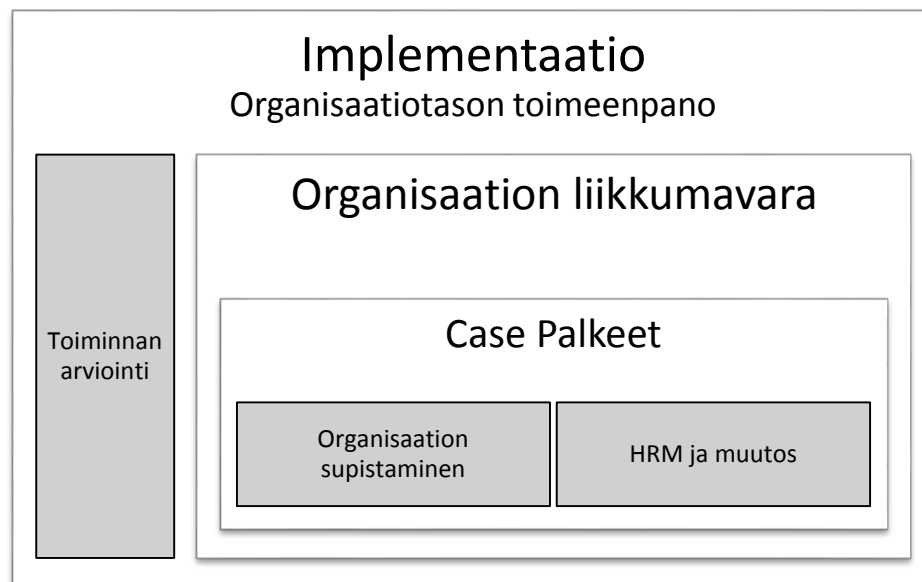 Implementaatio
Organisaatiotason toimeenpano
Organisaation liikkumavara
Toiminnan
arviointi
Case Palkeet
Organisaation
supistaminen
HRM ja muutos